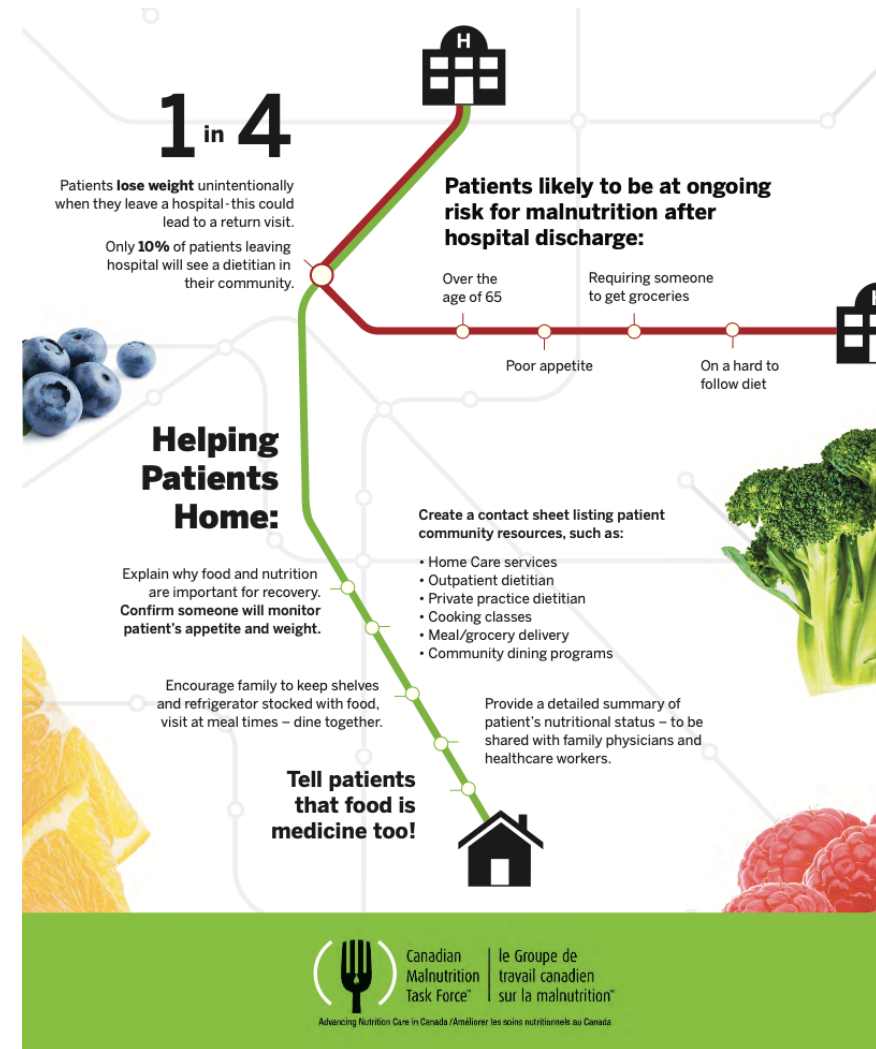 H
1 in 4
Patients lose weight unintentionally
when they leave a hospital-this could
lead to a return visit.
Only 10% of patients leaving
hospital will see a dietitian in
their community.
Patients likely to be at ongoing
risk for malnutrition after
hospital discharge:
Over the
age of 65
Requiring someone
to get groceries
Poor appetite
On a hard to
follow diet
Helping
Patients
Home:
Create a contact sheet listing patient
community resources, such as:
• Home Care services
• Outpatient dietitian
• Private practice dietitian
• Cooking classes
• Meal/grocery delivery
• Community dining programs
Explain why food and nutrition
are important for recovery.
Confirm someone will monitor
patient's appetite and weight.
Encourage family to keep shelves
and refrigerator stocked with food,
visit at meal times – dine together.
Provide a detailed summary of
patient's nutritional status – to be
shared with family physicians and
healthcare workers.
Tell patients
that food is
medicine too!
Canadian
Malnutrition
Task Force™
le Groupe de
travail canadien
sur la malnutrition™
Advancing Nutrition Care in Canada/Améliorer les soins nutritionnels au Canada